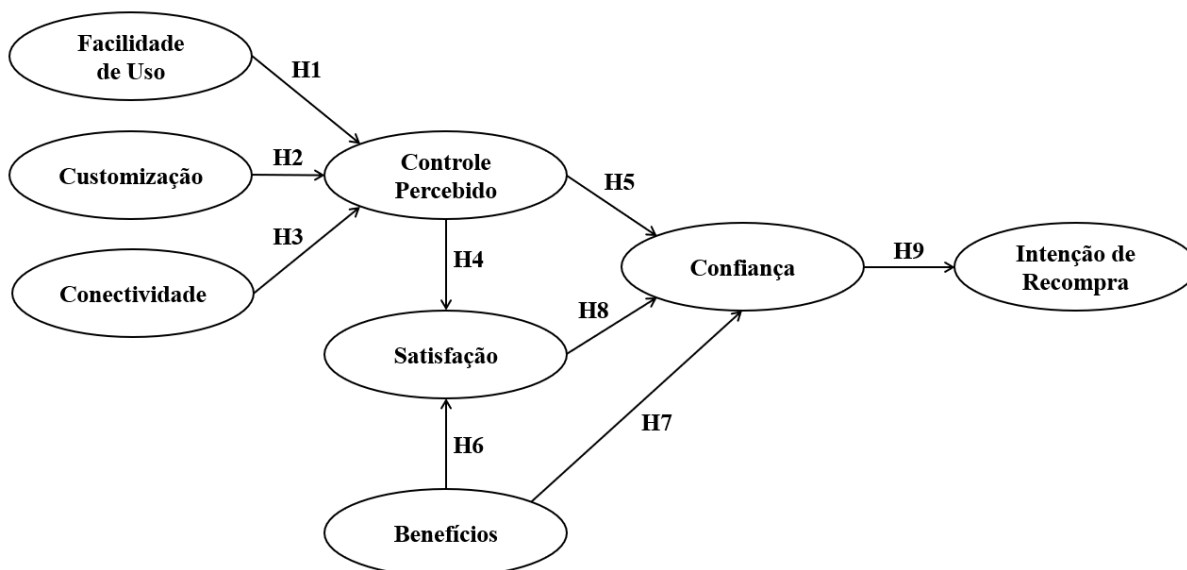 Facilidade
de Uso
H1
Customização
H2
Controle
Percebido
H5
H3
Conectividade
H4
Confiança
H9
Intenção de
Recompra
H8
Satisfação
H7
H6
Benefícios